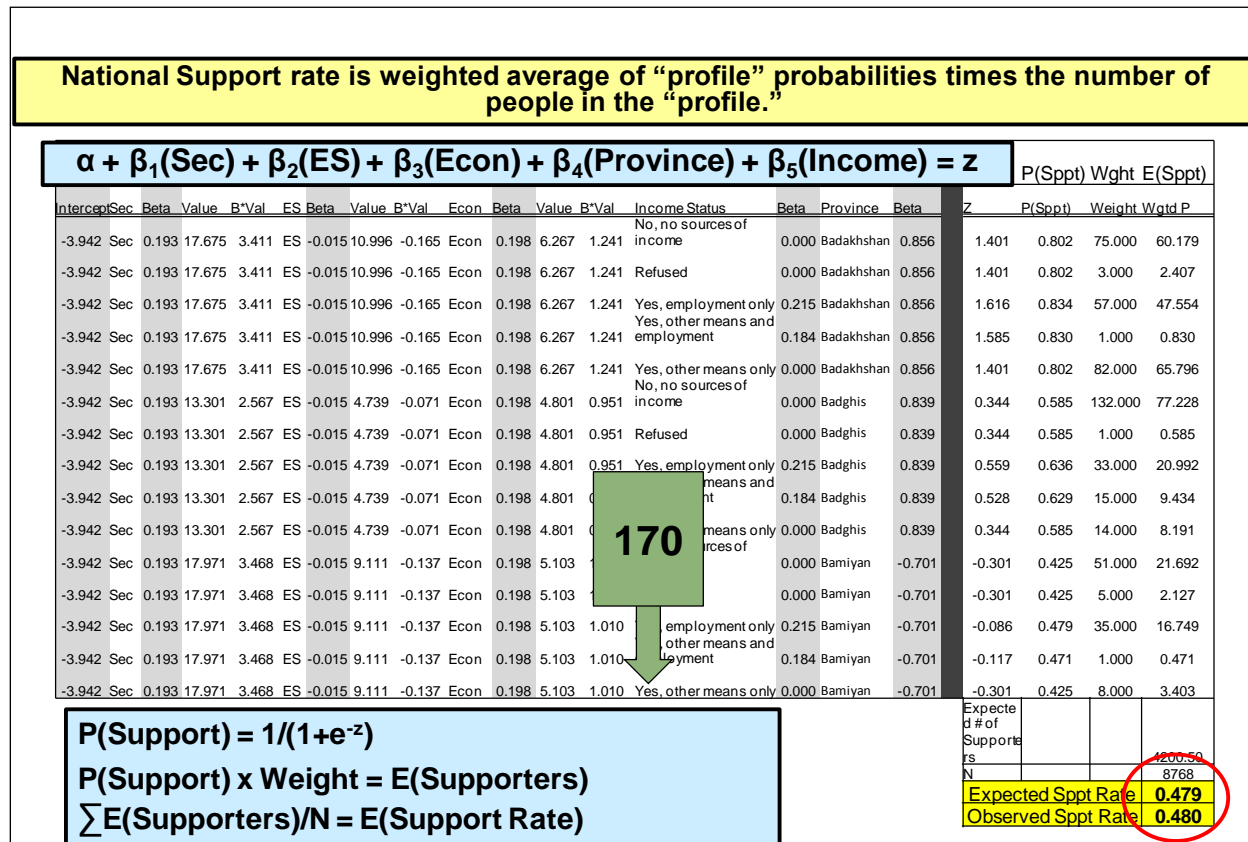 National Support rate is weighted average of “profile” probabilities times the number of
people in the “profile.”
α + β₁(Sec) + β₂(ES) + β₃(Econ) + β₄(Province) + β₅(Income) = z
P(Sppt) Wght E(Sppt)
Intercept Sec Beta Value B*Val ES Beta Value B*Val Econ Beta Value B*Val Income Status Beta Province Beta Z P(Sppt) Weight Wgtd P
-3.942 Sec 0.193 17.675 3.411 ES -0.015 10.996 -0.165 Econ 0.198 6.267 1.241 No, no sources of income 0.000 Badakhshan 0.856 1.401 0.802 75.000 60.179
-3.942 Sec 0.193 17.675 3.411 ES -0.015 10.996 -0.165 Econ 0.198 6.267 1.241 Refused 0.000 Badakhshan 0.856 1.401 0.802 3.000 2.407
-3.942 Sec 0.193 17.675 3.411 ES -0.015 10.996 -0.165 Econ 0.198 6.267 1.241 Yes, employment only 0.215 Badakhshan 0.856 1.616 0.834 57.000 47.554
-3.942 Sec 0.193 17.675 3.411 ES -0.015 10.996 -0.165 Econ 0.198 6.267 1.241 Yes, other means and employment 0.184 Badakhshan 0.856 1.585 0.830 1.000 0.830
-3.942 Sec 0.193 17.675 3.411 ES -0.015 10.996 -0.165 Econ 0.198 6.267 1.241 Yes, other means only 0.000 Badakhshan 0.856 1.401 0.802 82.000 65.796
-3.942 Sec 0.193 13.301 2.567 ES -0.015 4.739 -0.071 Econ 0.198 4.801 0.951 No, no sources of income 0.000 Badghis 0.839 0.344 0.585 132.000 77.228
-3.942 Sec 0.193 13.301 2.567 ES -0.015 4.739 -0.071 Econ 0.198 4.801 0.951 Refused 0.000 Badghis 0.839 0.344 0.585 1.000 0.585
-3.942 Sec 0.193 13.301 2.567 ES -0.015 4.739 -0.071 Econ 0.198 4.801 0.951 Yes, employment only 0.215 Badghis 0.839 0.559 0.636 33.000 20.992
-3.942 Sec 0.193 13.301 2.567 ES -0.015 4.739 -0.071 Econ 0.198 4.801 means and 0.184 Badghis 0.839 0.528 0.629 15.000 9.434
-3.942 Sec 0.193 13.301 2.567 ES -0.015 4.739 -0.071 Econ 0.198 4.801 means only 0.000 Badghis 0.839 0.344 0.585 14.000 8.191
170
-3.942 Sec 0.193 17.971 3.468 ES -0.015 9.111 -0.137 Econ 0.198 5.103 of 0.000 Bamiyan -0.701 -0.301 0.425 51.000 21.692
-3.942 Sec 0.193 17.971 3.468 ES -0.015 9.111 -0.137 Econ 0.198 5.103 0.000 Bamiyan -0.701 -0.301 0.425 5.000 2.127
-3.942 Sec 0.193 17.971 3.468 ES -0.015 9.111 -0.137 Econ 0.198 5.103 1.010 employment only 0.215 Bamiyan -0.701 -0.086 0.479 35.000 16.749
-3.942 Sec 0.193 17.971 3.468 ES -0.015 9.111 -0.137 Econ 0.198 5.103 1.010 other means and 0.184 Bamiyan -0.701 -0.117 0.471 1.000 0.471
-3.942 Sec 0.193 17.971 3.468 ES -0.015 9.111 -0.137 Econ 0.198 5.103 1.010 Yes, other means only 0.000 Bamiyan -0.701 -0.301 0.425 8.000 3.403
P(Support) = 1/(1+e⁻ᶻ)
P(Support) x Weight = E(Supporters)
∑E(Supporters)/N = E(Support Rate)
Expecte
d # of
Supporte
rs 4200.50
N 8768
Expected Sppt Rate 0.479
Observed Sppt Rate 0.480